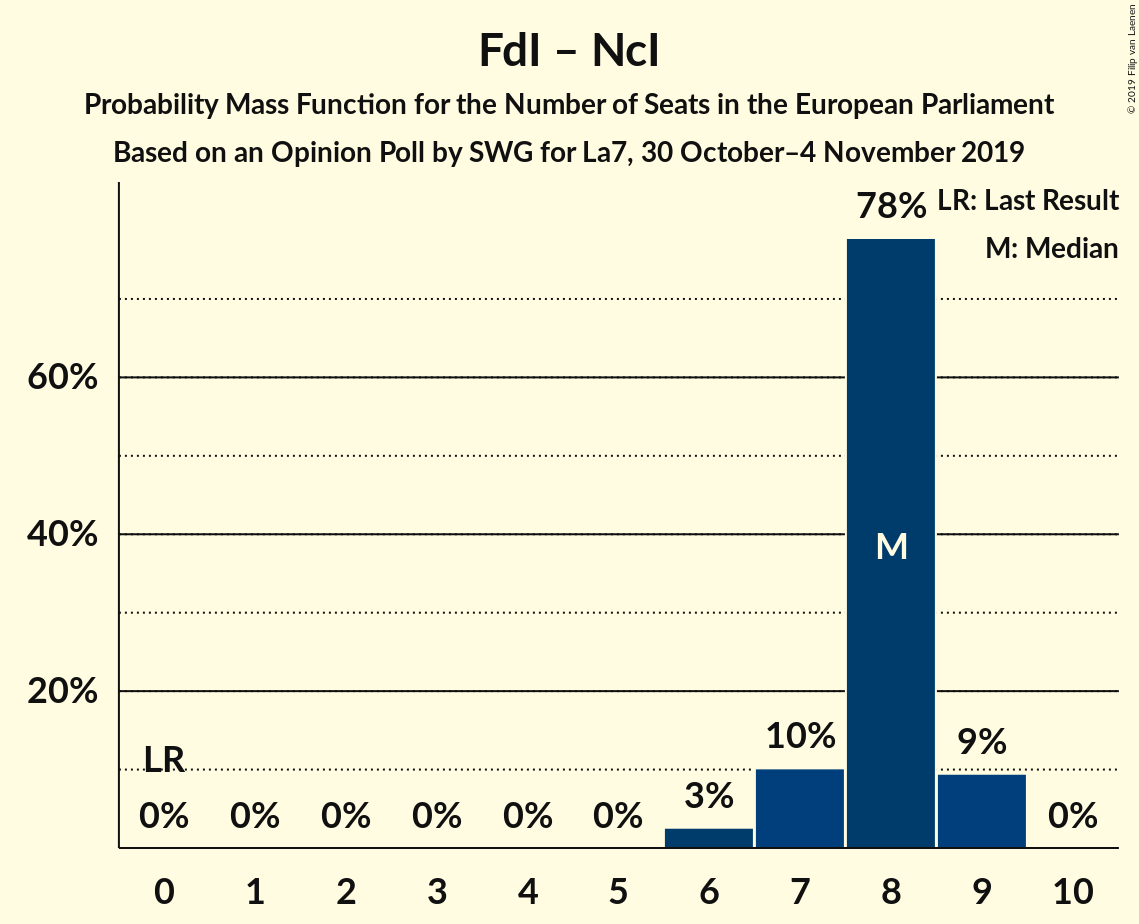 FdI – NcI
Probability Mass Function for the Number of Seats in the European Parliament
Based on an Opinion Poll by SWG for La7, 30 October–4 November 2019
© 2019 Filip van Laenen
LR: Last Result
M: Median
60%
40%
20%
LR
0%
0%
0%
0%
0%
0%
3%
10%
78%
M
9%
0%
0 1 2 3 4 5 6 7 8 9 10